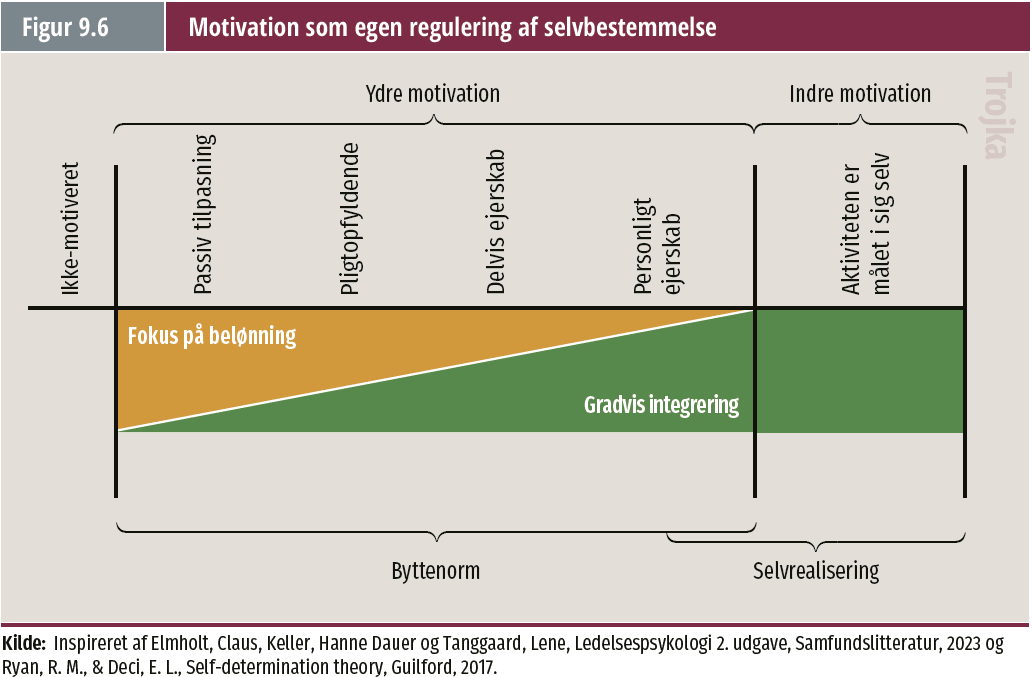 Figur 9.6
Motivation som egen regulering af selvbestemmelse
Trojka
Ydre motivation
Indre motivation
Ikke-motiveret
Passiv tilpasning
Pligtopfyldende
Delvis ejerskab
Personligt
ejerskab
Aktiviteten er
målet i sig selv
Fokus på belønning
Gradvis integrering
Byttenorm
Selvrealisering
Kilde: Inspireret af Elmholt, Claus, Keller, Hanne Dauer og Tanggaard, Lene, Ledelsespsykologi 2. udgave, Samfundslitteratur, 2023 og
Ryan, R. M., & Deci, E. L., Self-determination theory, Guilford, 2017.